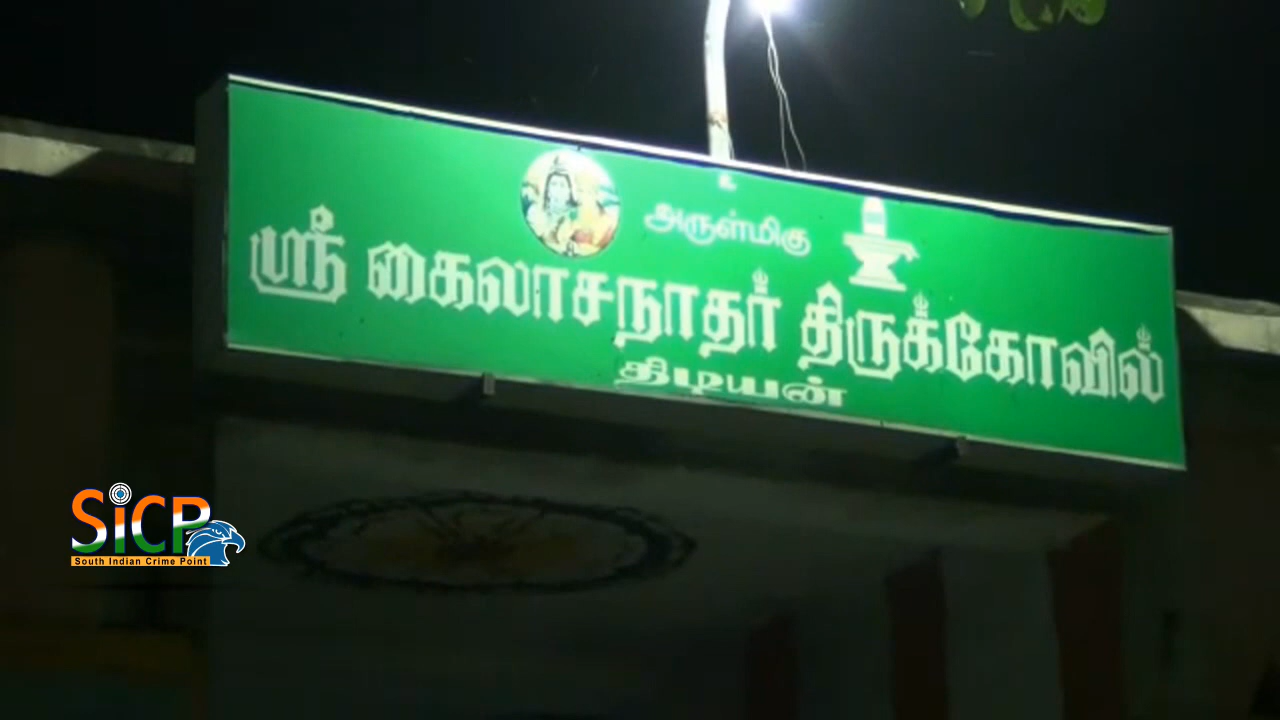 உ
அருள்மிகு
ஸ்ரீ கைலாசநாதர் திருக்கோவில்
திடியன்
SiCP
South Indian Crime Point